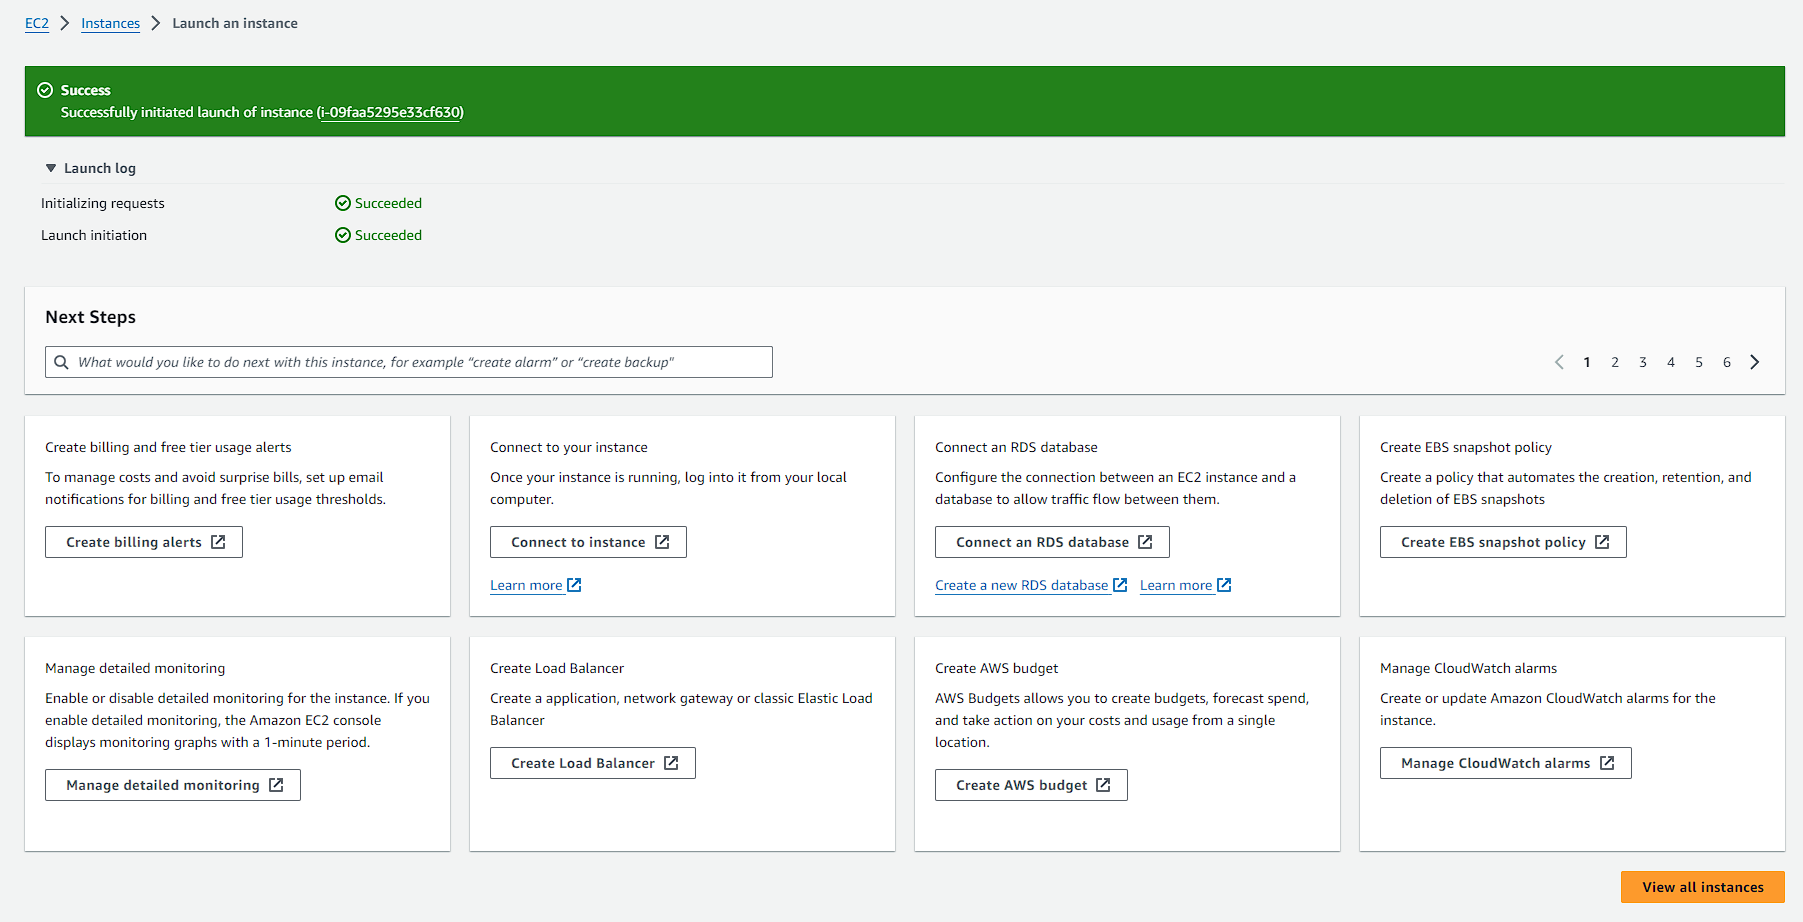 EC2 > Instances > Launch an instance
Success
Successfully initiated launch of instance (i-09faa5295e33cf630)
Launch log
Initializing requests Succeeded
Launch initiation Succeeded
Next Steps
What would you like to do next with this instance, for example “create alarm” or “create backup"
1 2 3 4 5 6
Create billing and free tier usage alerts
To manage costs and avoid surprise bills, set up email
notifications for billing and free tier usage thresholds.
Create billing alerts
Connect to your instance
Once your instance is running, log into it from your local
computer.
Connect to instance
Learn more
Connect an RDS database
Configure the connection between an EC2 instance and a
database to allow traffic flow between them.
Connect an RDS database
Create a new RDS database Learn more
Create EBS snapshot policy
Create a policy that automates the creation, retention, and
deletion of EBS snapshots
Create EBS snapshot policy
Manage detailed monitoring
Enable or disable detailed monitoring for the instance. If you
enable detailed monitoring, the Amazon EC2 console
displays monitoring graphs with a 1-minute period.
Manage detailed monitoring
Create Load Balancer
Create a application, network gateway or classic Elastic Load
Balancer
Create Load Balancer
Create AWS budget
AWS Budgets allows you to create budgets, forecast spend,
and take action on your costs and usage from a single
location.
Create AWS budget
Manage CloudWatch alarms
Create or update Amazon CloudWatch alarms for the
instance.
Manage CloudWatch alarms
View all instances